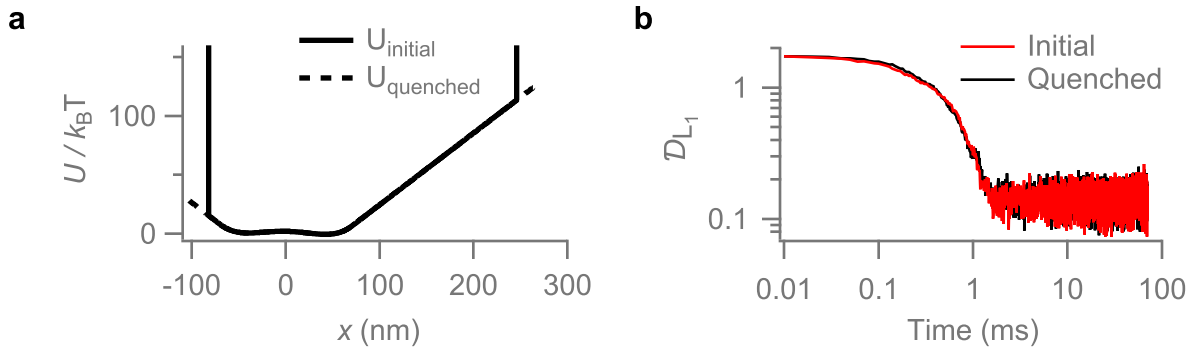 a
U_initial
U_quenched
U / k_BT
100
0
-100 0 100 200 300
x (nm)
b
Initial
Quenched
𝒟_L₁
1
0.1
0.01 0.1 1 10 100
Time (ms)